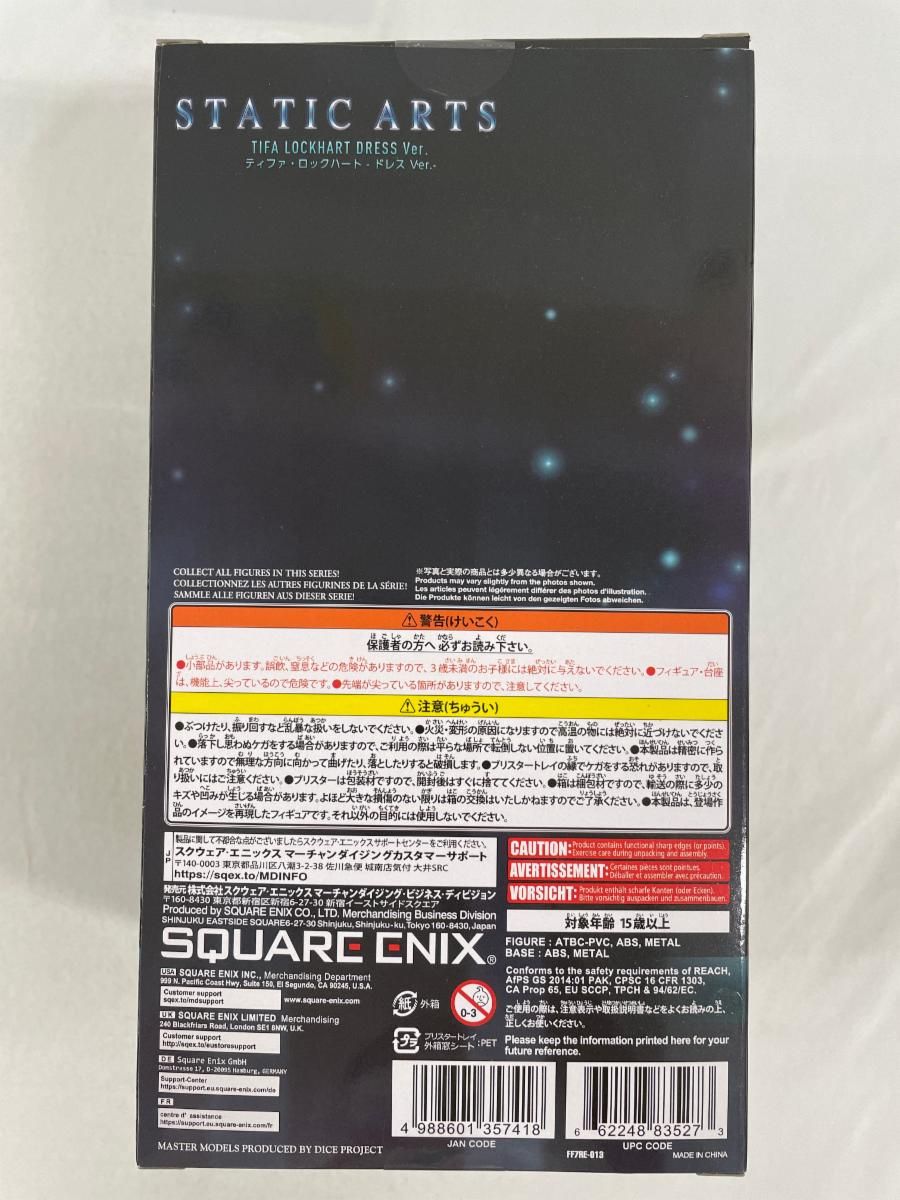 STATIC ARTS
TIFA LOCKHART DRESS Ver.
ティファ・ロックハート - ドレス Ver.-
COLLECT ALL FIGURES IN THIS SERIES!
COLLECTIONNEZ LES AUTRES FIGURINES DE LA SÉRIE!
SAMMLE ALLE FIGUREN AUS DIESER SERIE!
※写真と実際の商品とは多少異なる場合がございます。
Products may vary slightly from the photos shown.
Les articles peuvent légèrement différer des photos d'illustration.
Die Produkte können leicht von den gezeigten Fotos abweichen.
⚠警告(けいこく)
保護者の方へ 必ずお読み下さい。
●小部品があります。誤飲、窒息などの危険がありますので、3歳未満のお子様には絶対に与えないでください。●フィギュア・台座
は、機能上、尖っているので危険です。●先端が尖っている箇所がありますので、注意してください。
⚠注意(ちゅうい)
●ぶつけたり、振り回すなど乱暴な扱いをしないでください。●火災・変形の原因になりますので高温の物には絶対に近づけないでくださ
い。●落下し思わぬケガをする場合がありますので、ご利用の際は平らな場所で転倒しない位置に置いてください。●本製品は精密に作ら
れていますので無理な方向に向かって曲げたり、落としたりすると破損します。●ブリスタートレイの縁でケガをする恐れがありますので、取
り扱いにはご注意ください。●ブリスターは包装材ですので、開封後はすぐに捨ててください。●箱は梱包材ですので、輸送の際に多少の
キズや凹みが生じる場合があります。よほど大きな損傷のない限りは箱の交換はいたしかねますのでご了承ください。●本製品は、登場作
品のイメージを再現したフィギュアです。それ以外の目的には使用しないでください。
JP
製品に関して不都合な点がございましたらスクウェア・エニックスサポートセンターをご利用ください。
スクウェア・エニックス マーチャンダイジングカスタマーサポート
〒140-0003 東京都品川区八潮3-2-38 佐川急便 城南店気付 大井SRC
https://sqex.to/MDINFO
発売元 株式会社スクウェア・エニックス マーチャンダイジング・ビジネス・ディビジョン
〒160-8430 東京都新宿区新宿6-27-30 新宿イーストサイドスクエア
Produced by SQUARE ENIX CO., LTD. Merchandising Business Division
SHINJUKU EASTSIDE SQUARE6-27-30 Shinjuku, Shinjuku-ku,Tokyo 160-8430,Japan
SQUARE ENIX®
USA SQUARE ENIX INC., Merchandising Department
999 N. Pacific Coast Hwy, Suite 150, El Segundo, CA 90245, U.S.A.
Customer support
sqex.to/mdsupport
www.square-enix.com
UK SQUARE ENIX LIMITED Merchandising
240 Blackfriars Road, London SE1 8NW, U.K.
Customer support
http://sqex.to/eustoresupport
DE Square Enix GmbH
Domstrasse 17, D-20095 Hamburg, GERMANY
Support-Center
https://support.eu.square-enix.com/de
FR
centre d' assistance
https://support.eu.square-enix.com/fr
MASTER MODELS PRODUCED BY DICE PROJECT
CAUTION
•Product contains functional sharp edges (or points).
•Exercise care during unpacking and assembly.
AVERTISSEMENT
•Certaines pièces sont pointues.
•Déballer et assembler avec précaution.
VORSICHT
•Produkt enthält scharfe Kanten (oder Ecken).
•Bitte vorsichtig auspacken und zusammenbauen.
対象年齢 15歳以上
FIGURE : ATBC-PVC, ABS, METAL
BASE : ABS, METAL
Conforms to the safety requirements of REACH,
AfPS GS 2014:01 PAK, CPSC 16 CFR 1303,
CA Prop 65, EU SCCP, TPCH & 94/62/EC.
ご使用の際は、注意表示や取扱説明書などをよくお読みの上、
正しくお使いください。
Please keep the information printed here for your
future reference.
紙 外箱
0-3
プラ
ブリスタートレイ
外箱窓シート:PET
4 988601 357418
JAN CODE
6 62248 83527 3
UPC CODE
FF7RE-013
MADE IN CHINA